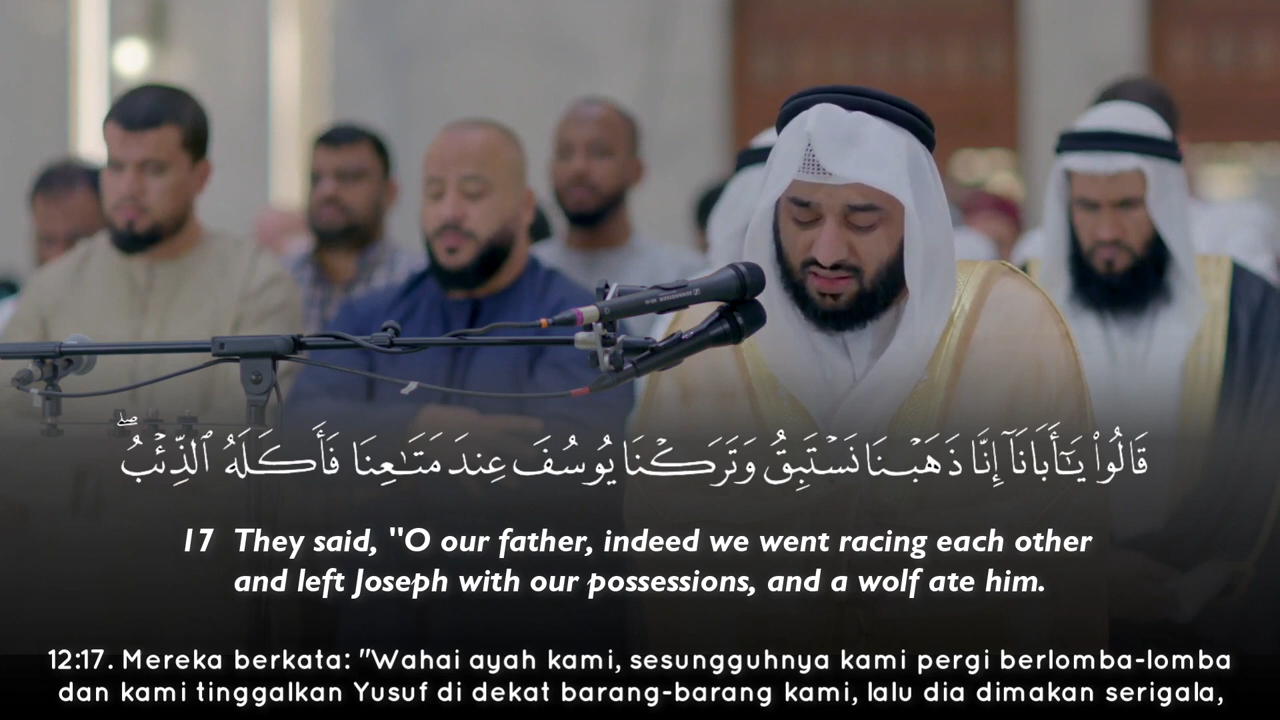 قَالُوا۟ يَـٰٓأَبَانَآ إِنَّا ذَهَبْنَا نَسْتَبِقُ وَتَرَكْنَا يُوسُفَ عِندَ مَتَـٰعِنَا فَأَكَلَهُ ٱلذِّئْبُ ۖ
17 They said, "O our father, indeed we went racing each other
and left Joseph with our possessions, and a wolf ate him.
12:17. Mereka berkata: "Wahai ayah kami, sesungguhnya kami pergi berlomba-lomba
dan kami tinggalkan Yusuf di dekat barang-barang kami, lalu dia dimakan serigala,